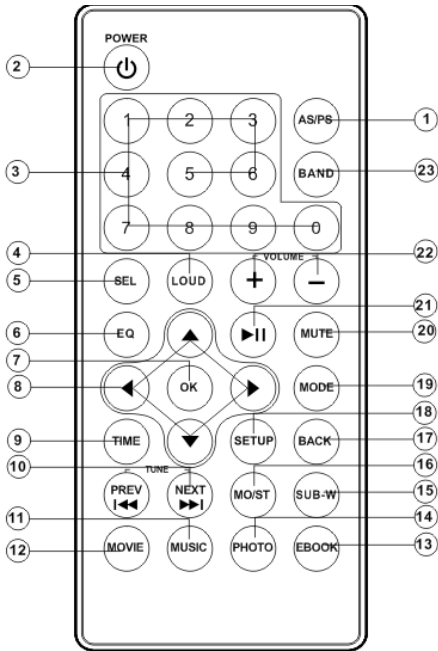 POWER
2
1 2 3 AS/PS 1
3 4 5 6 BAND 23
7 8 9 0
4 VOLUME 22
5 SEL LOUD + −
21
6 EQ MUTE 20
7
8 OK MODE 19
18
9 TIME SETUP BACK 17
10 TUNE 16
PREV NEXT MO/ST SUB-W 15
11 14
12 MOVIE MUSIC PHOTO EBOOK 13